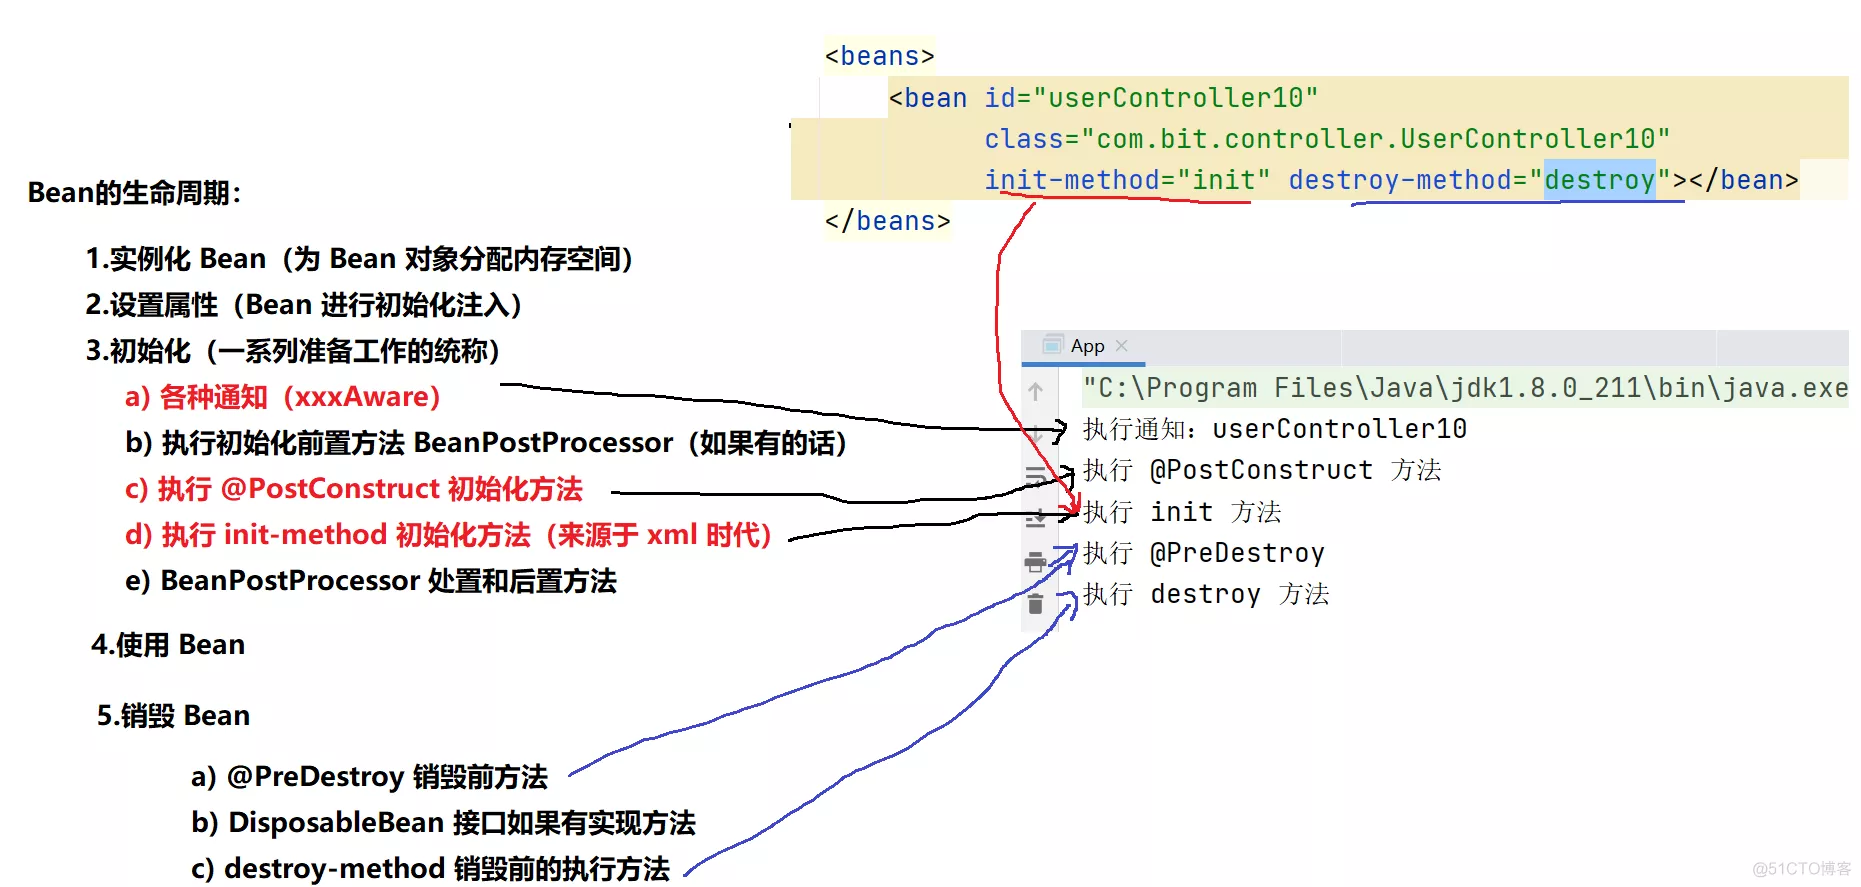 <beans>
<bean id="userController10"
class="com.bit.controller.UserController10"
init-method="init" destroy-method="destroy"></bean>
</beans>
Bean的生命周期：
1.实例化 Bean（为 Bean 对象分配内存空间）
2.设置属性（Bean 进行初始化注入）
3.初始化（一系列准备工作的统称）
a) 各种通知（xxxAware）
b) 执行初始化前置方法 BeanPostProcessor（如果有的话）
c) 执行 @PostConstruct 初始化方法
d) 执行 init-method 初始化方法（来源于 xml 时代）
e) BeanPostProcessor 处置和后置方法
4.使用 Bean
5.销毁 Bean
a) @PreDestroy 销毁前方法
b) DisposableBean 接口如果有实现方法
c) destroy-method 销毁前的执行方法
App
"C:\Program Files\Java\jdk1.8.0_211\bin\java.exe
执行通知：userController10
执行 @PostConstruct 方法
执行 init 方法
执行 @PreDestroy
执行 destroy 方法
@51CTO博客